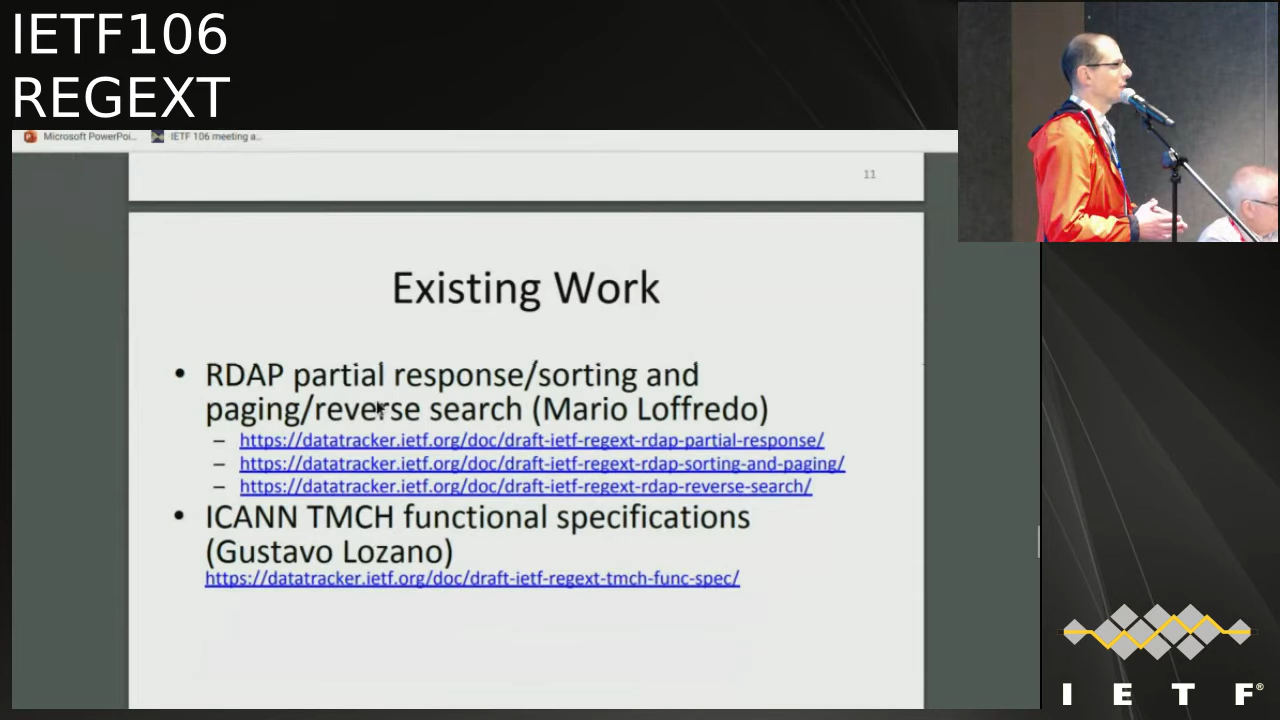 IETF106
REGEXT
Microsoft PowerPoi... IETF 106 meeting a...
11
Existing Work
• RDAP partial response/sorting and
paging/reverse search (Mario Loffredo)
– https://datatracker.ietf.org/doc/draft-ietf-regext-rdap-partial-response/
– https://datatracker.ietf.org/doc/draft-ietf-regext-rdap-sorting-and-paging/
– https://datatracker.ietf.org/doc/draft-ietf-regext-rdap-reverse-search/
• ICANN TMCH functional specifications
(Gustavo Lozano)
https://datatracker.ietf.org/doc/draft-ietf-regext-tmch-func-spec/
I E T F®